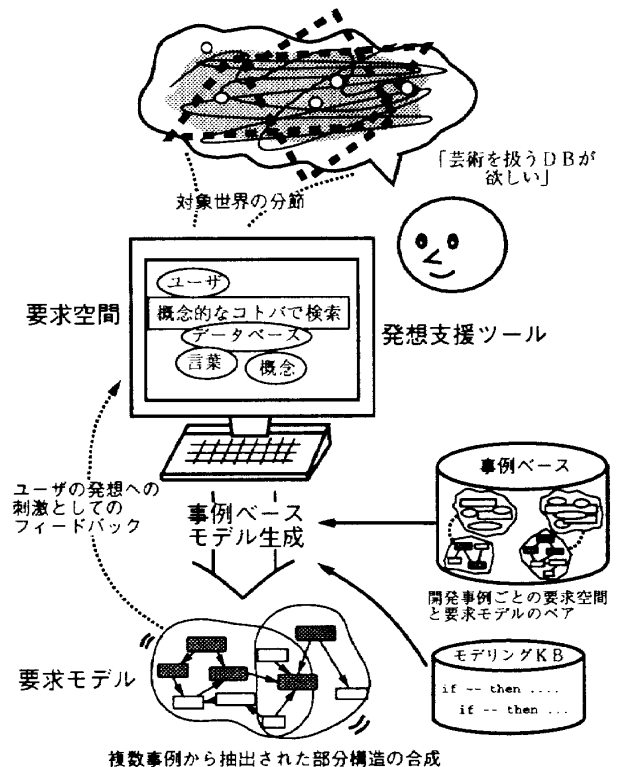 「芸術を扱うDBが
欲しい」
対象世界の分節
要求空間
ユーザ
概念的なコトバで検索
データベース
言葉
概念
発想支援ツール
ユーザの発想への
刺激としての
フィードバック
事例ベース
モデル生成
事例ベース
開発事例ごとの要求空間
と要求モデルのペア
モデリングKB
if -- then ....
if -- then ...
要求モデル
複数事例から抽出された部分構造の合成